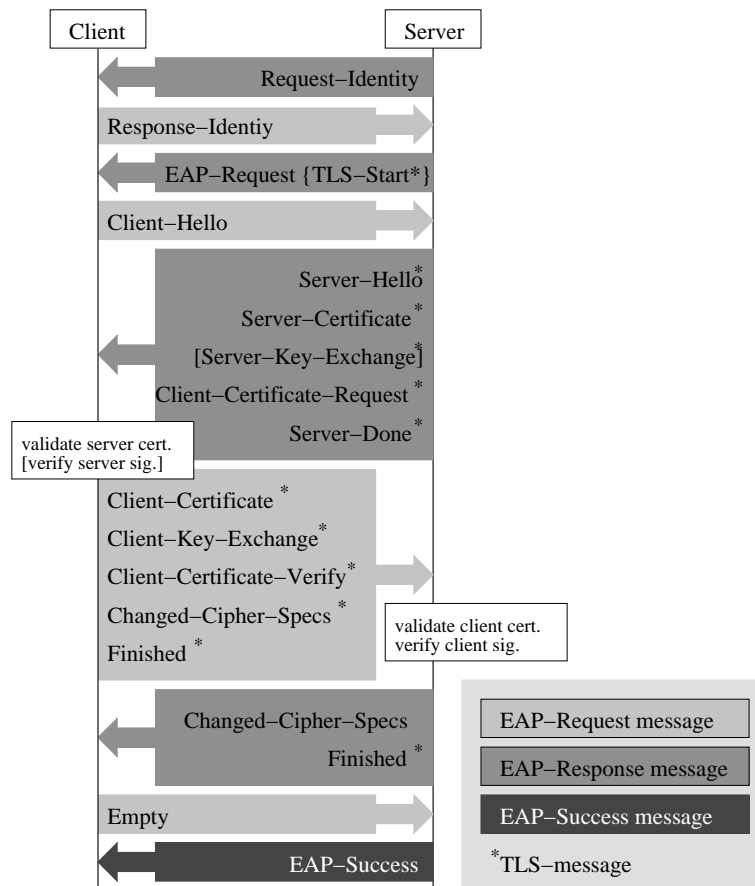 Client
Server
Request−Identity
Response−Identiy
EAP−Request {TLS−Start*}
Client−Hello
Server−Hello*
Server−Certificate*
[Server−Key−Exchange]*
Client−Certificate−Request*
Server−Done*
validate server cert.
[verify server sig.]
Client−Certificate*
Client−Key−Exchange*
Client−Certificate−Verify*
Changed−Cipher−Specs*
Finished*
validate client cert.
verify client sig.
Changed−Cipher−Specs
Finished*
Empty
EAP−Success
EAP−Request message
EAP−Response message
EAP−Success message
*TLS−message